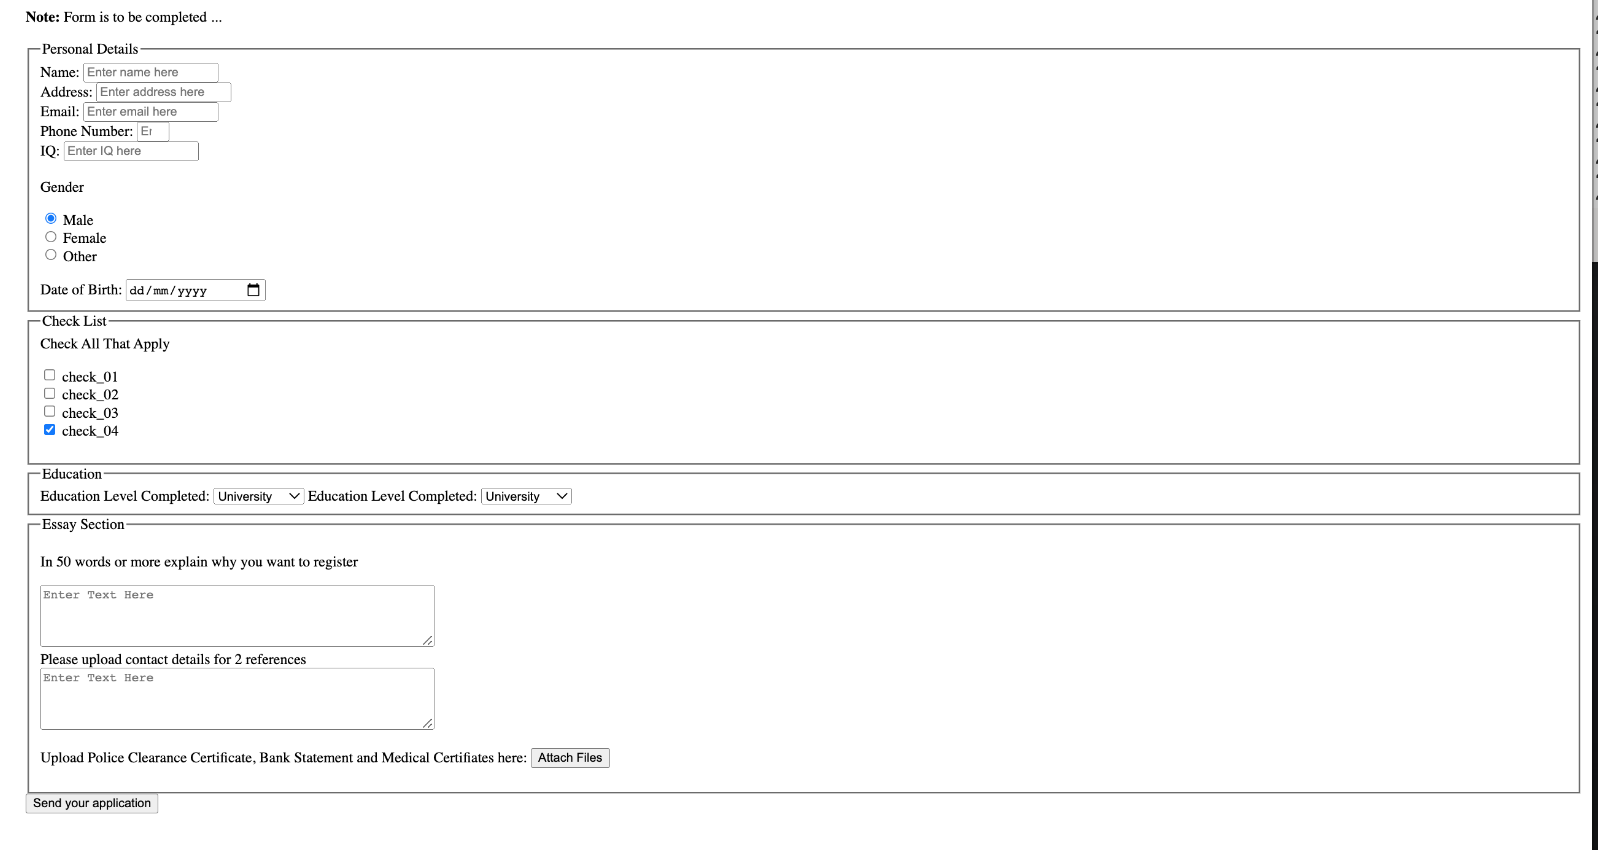 Note: Form is to be completed ...
Personal Details
Name: Enter name here
Address: Enter address here
Email: Enter email here
Phone Number: Er
IQ: Enter IQ here
Gender
Male
Female
Other
Date of Birth: dd/mm/yyyy
Check List
Check All That Apply
check_01
check_02
check_03
check_04
Education
Education Level Completed: University Education Level Completed: University
Essay Section
In 50 words or more explain why you want to register
Enter Text Here
Please upload contact details for 2 references
Enter Text Here
Upload Police Clearance Certificate, Bank Statement and Medical Certifiates here: Attach Files
Send your application